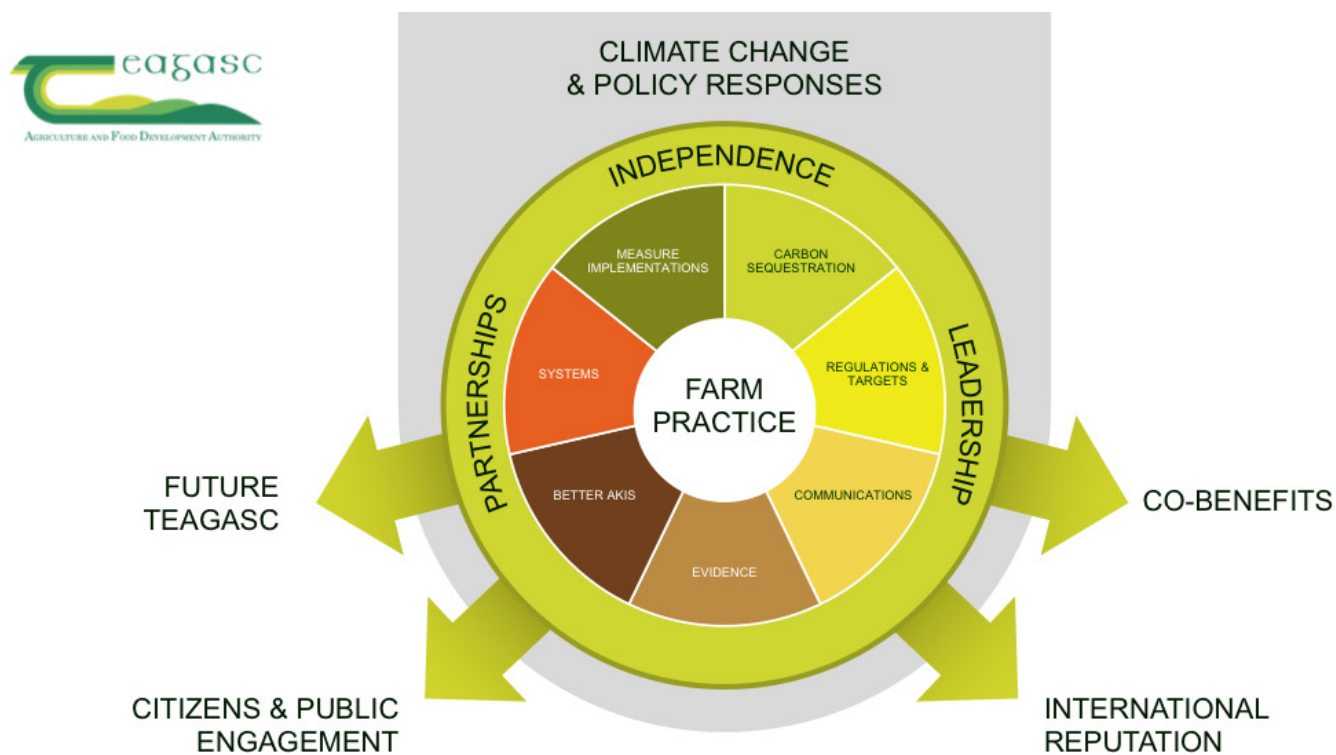 eagasc
AGRICULTURE AND FOOD DEVELOPMENT AUTHORITY
CLIMATE CHANGE
& POLICY RESPONSES
INDEPENDENCE
PARTNERSHIPS
LEADERSHIP
MEASURE
IMPLEMENTATIONS
CARBON
SEQUESTRATION
SYSTEMS
REGULATIONS &
TARGETS
FARM
PRACTICE
BETTER AKIS
COMMUNICATIONS
EVIDENCE
FUTURE
TEAGASC
CO-BENEFITS
CITIZENS & PUBLIC
ENGAGEMENT
INTERNATIONAL
REPUTATION